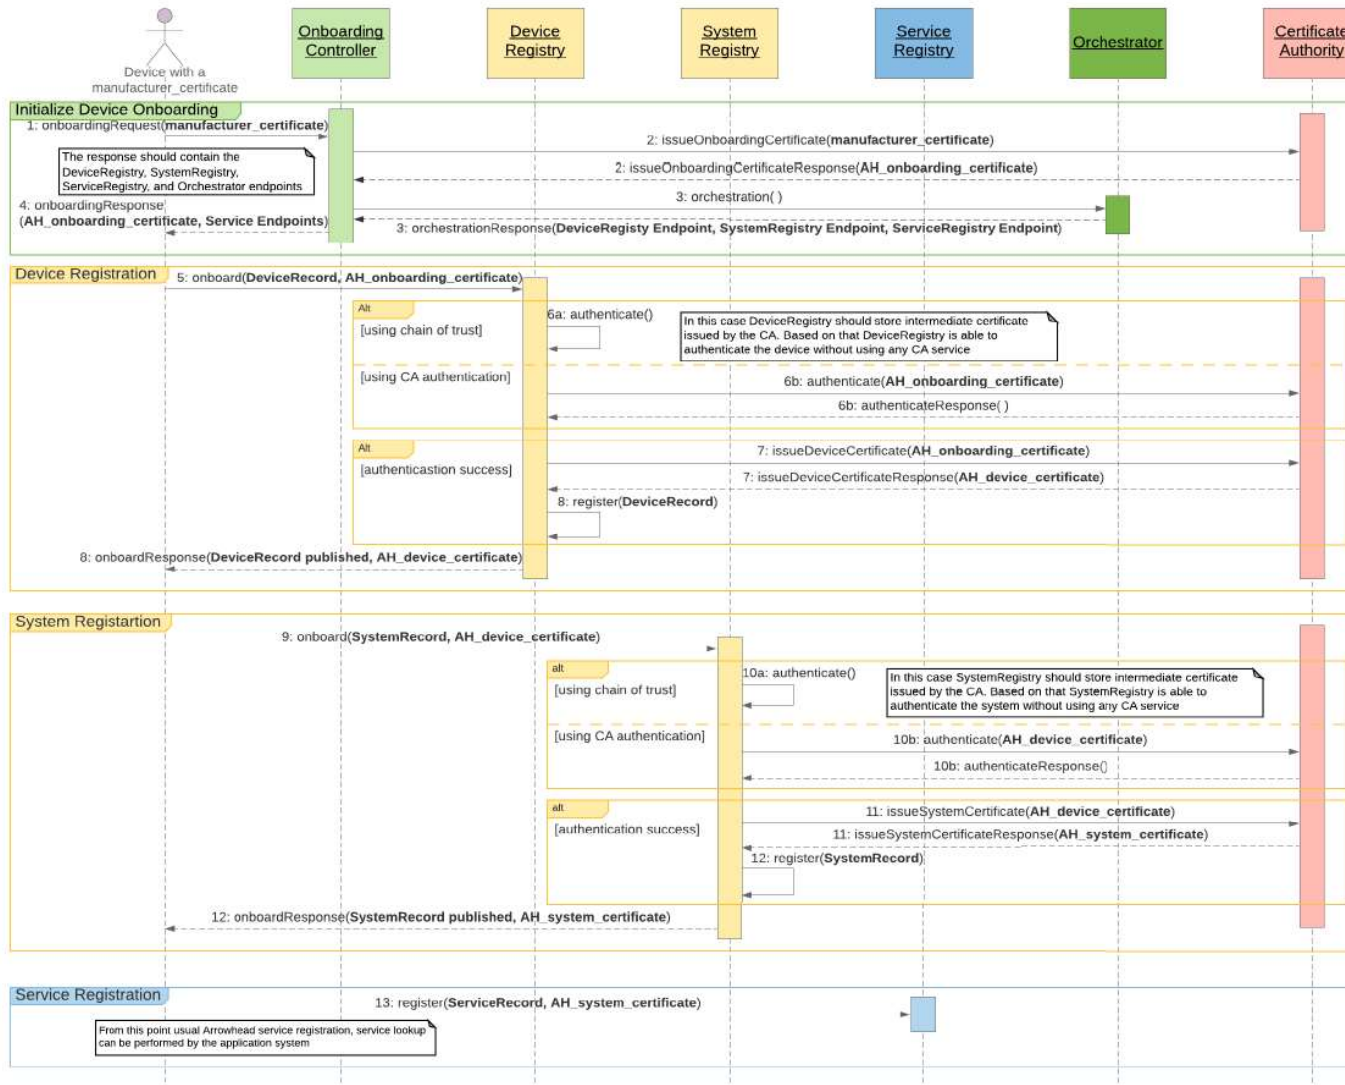 Onboarding
Controller
Device
Registry
System
Registry
Service
Registry
Orchestrator
Certificate
Authority
Device with a
manufacturer_certificate
Initialize Device Onboarding
1: onboardingRequest(manufacturer_certificate)
2: issueOnboardingCertificate(manufacturer_certificate)
The response should contain the
DeviceRegistry, SystemRegistry,
ServiceRegistry, and Orchestrator endpoints
2: issueOnboardingCertificateResponse(AH_onboarding_certificate)
3: orchestration( )
4: onboardingResponse
(AH_onboarding_certificate, Service Endpoints)
3: orchestrationResponse(DeviceRegisty Endpoint, SystemRegistry Endpoint, ServiceRegistry Endpoint)
Device Registration
5: onboard(DeviceRecord, AH_onboarding_certificate)
Alt
[using chain of trust]
6a: authenticate()
In this case DeviceRegistry should store intermediate certificate
issued by the CA. Based on that DeviceRegistry is able to
authenticate the device without using any CA service
[using CA authentication]
6b: authenticate(AH_onboarding_certificate)
6b: authenticateResponse( )
Alt
[authenticastion success]
7: issueDeviceCertificate(AH_onboarding_certificate)
7: issueDeviceCertificateResponse(AH_device_certificate)
8: register(DeviceRecord)
8: onboardResponse(DeviceRecord published, AH_device_certificate)
System Registartion
9: onboard(SystemRecord, AH_device_certificate)
alt
[using chain of trust]
10a: authenticate()
In this case SystemRegistry should store intermediate certificate
issued by the CA. Based on that SystemRegistry is able to
authenticate the system without using any CA service
[using CA authentication]
10b: authenticate(AH_device_certificate)
10b: authenticateResponse()
alt
[authentication success]
11: issueSystemCertificate(AH_device_certificate)
11: issueSystemCertificateResponse(AH_system_certificate)
12: register(SystemRecord)
12: onboardResponse(SystemRecord published, AH_system_certificate)
Service Registration
13: register(ServiceRecord, AH_system_certificate)
From this point usual Arrowhead service registration, service lookup
can be performed by the application system